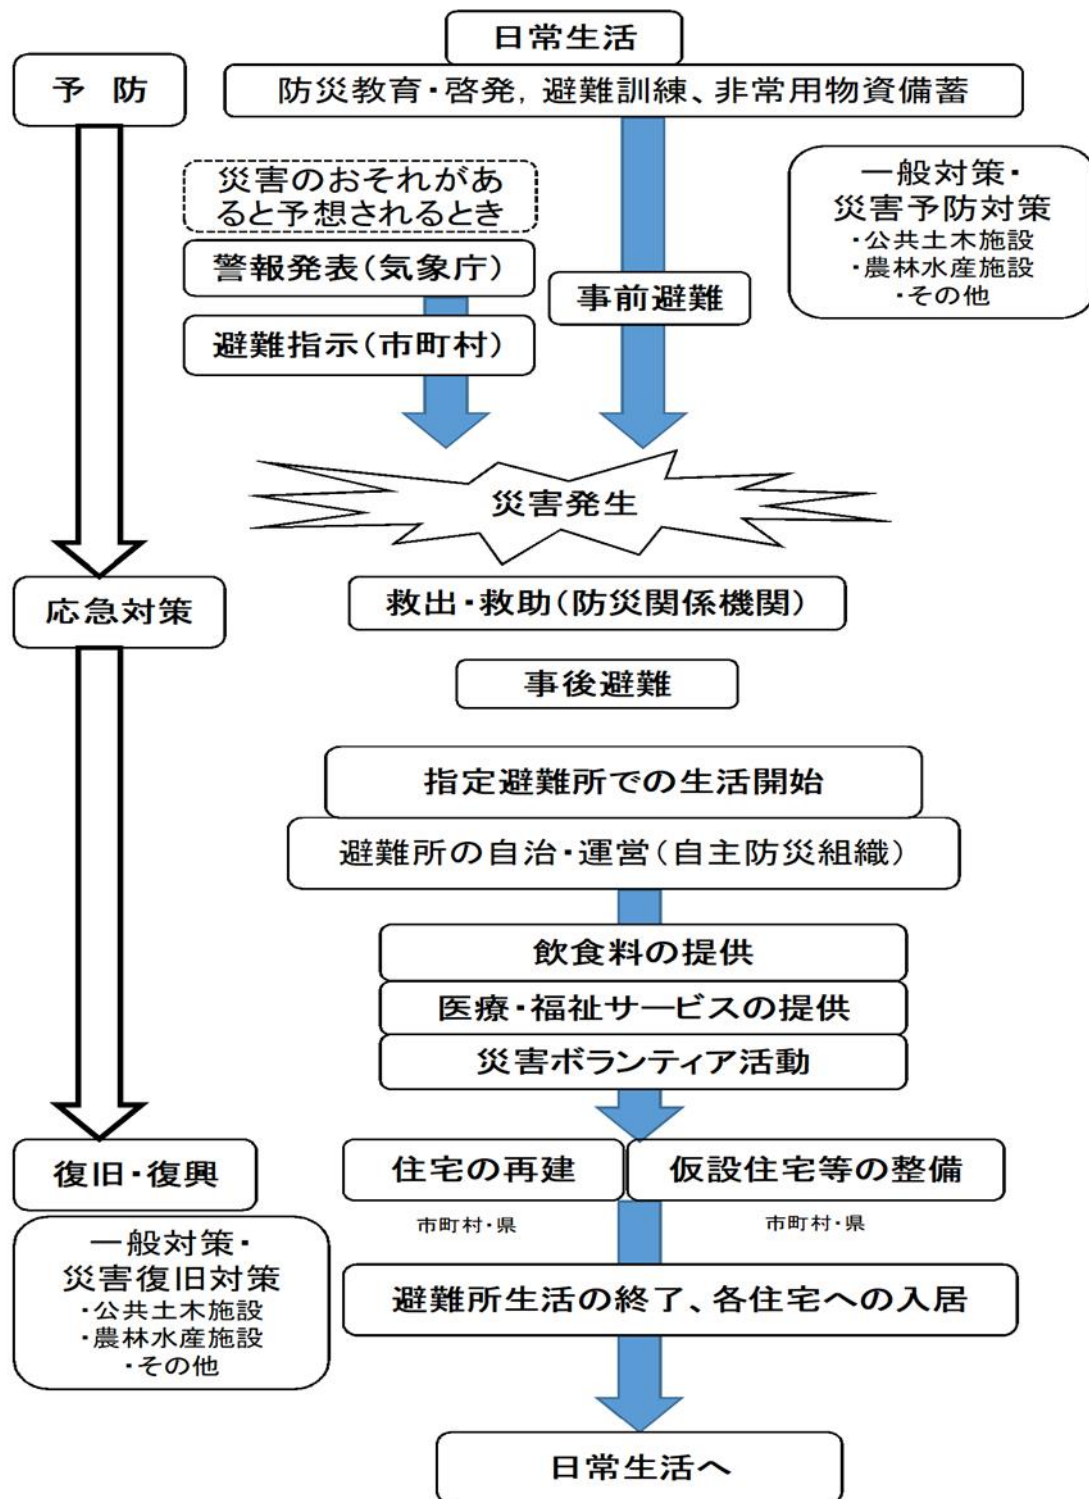 日常生活
予 防
防災教育・啓発，避難訓練、非常用物資備蓄
災害のおそれがあ
ると予想されるとき
一般対策・
災害予防対策
・公共土木施設
・農林水産施設
・その他
警報発表（気象庁）
事前避難
避難指示（市町村）
災害発生
応急対策
救出・救助（防災関係機関）
事後避難
指定避難所での生活開始
避難所の自治・運営（自主防災組織）
飲食料の提供
医療・福祉サービスの提供
災害ボランティア活動
復旧・復興
住宅の再建
仮設住宅等の整備
市町村・県
市町村・県
一般対策・
災害復旧対策
・公共土木施設
・農林水産施設
・その他
避難所生活の終了、各住宅への入居
日常生活へ